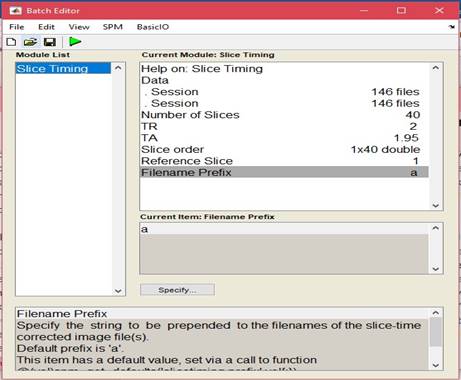 Batch Editor
File Edit View SPM BasicIO
Module List
Slice Timing
Current Module: Slice Timing
Help on: Slice Timing
Data
. Session 146 files
. Session 146 files
Number of Slices 40
TR 2
TA 1.95
Slice order 1x40 double
Reference Slice 1
Filename Prefix a
Current Item: Filename Prefix
a
Specify...
Filename Prefix
Specify the string to be prepended to the filenames of the slice-time
corrected image file(s).
Default prefix is 'a'.
This item has a default value, set via a call to function